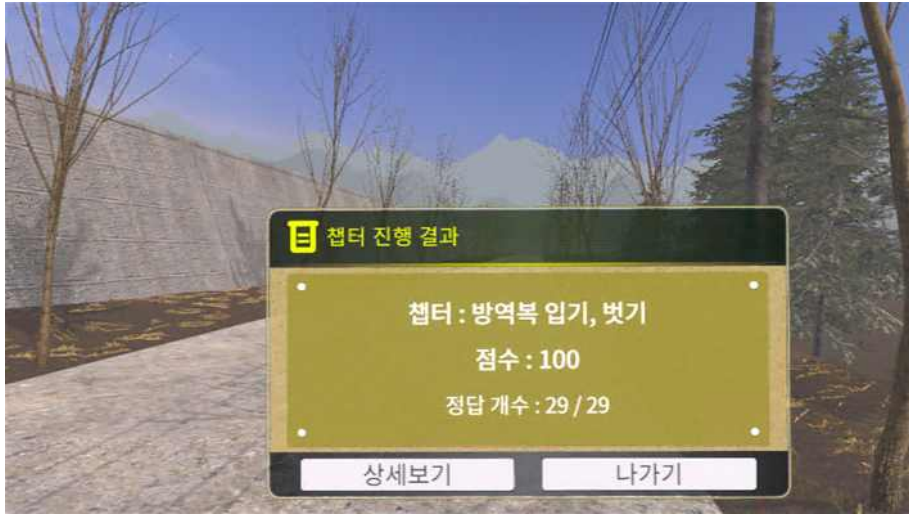 챕터 진행 결과
챕터 : 방역복 입기, 벗기
점수 : 100
정답 개수 : 29 / 29
상세보기
나가기